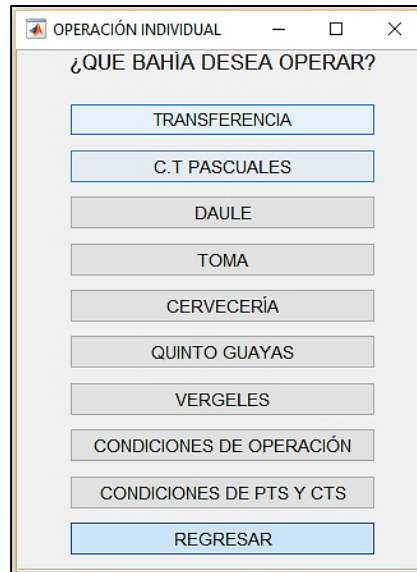 OPERACIÓN INDIVIDUAL
¿QUE BAHÍA DESEA OPERAR?
TRANSFERENCIA
C.T PASCUALES
DAULE
TOMA
CERVECERÍA
QUINTO GUAYAS
VERGELES
CONDICIONES DE OPERACIÓN
CONDICIONES DE PTS Y CTS
REGRESAR